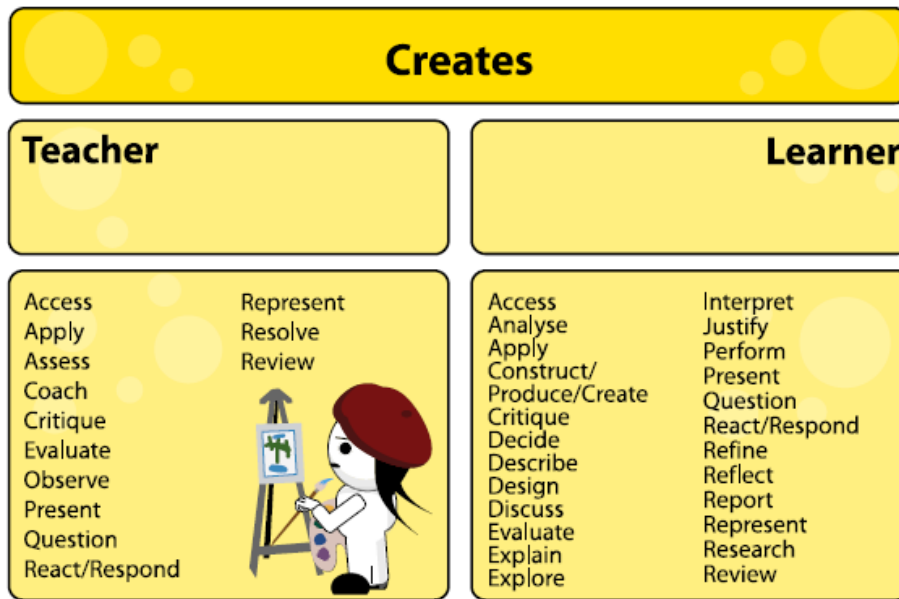 Creates
Teacher
Learner
Access
Apply
Assess
Coach
Critique
Evaluate
Observe
Present
Question
React/Respond
Represent
Resolve
Review
Access
Analyse
Apply
Construct/
Produce/Create
Critique
Decide
Describe
Design
Discuss
Evaluate
Explain
Explore
Interpret
Justify
Perform
Present
Question
React/Respond
Refine
Reflect
Report
Represent
Research
Review